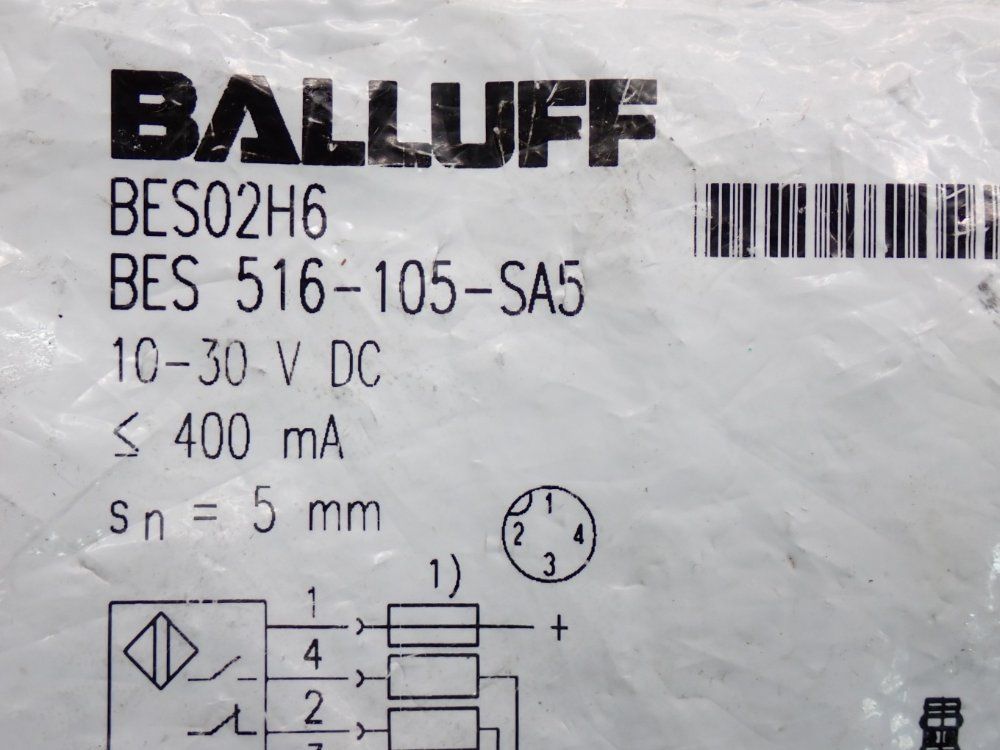 BALLUFF
BES02H6
BES 516-105-SA5
10-30 V DC
≤ 400 mA
sn = 5 mm
1
2 4
3
1)
1
+
4
2